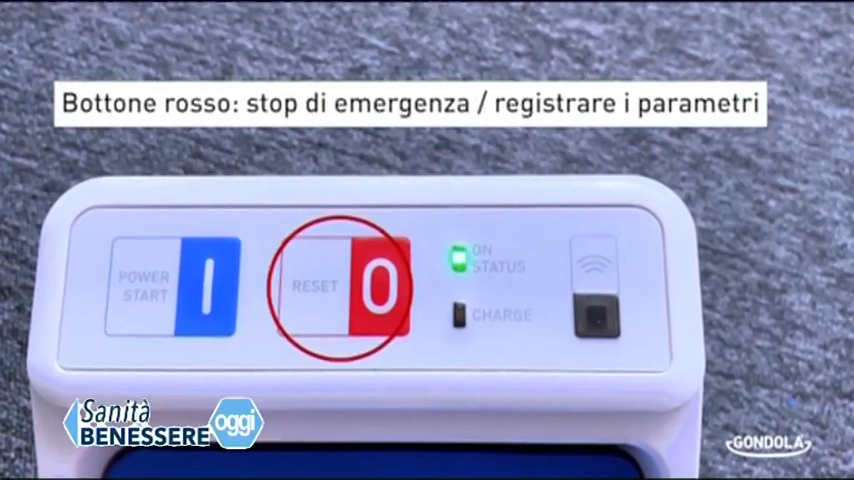 Bottone rosso: stop di emergenza / registrare i parametri
POWER
START
I
RESET
0
ON
STATUS
CHARGE
Sanità
BENESSERE
oggi
GONDOLA